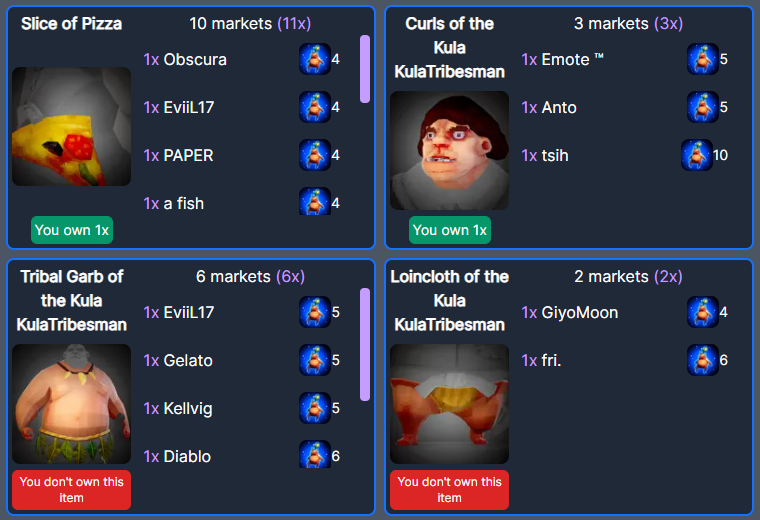 Slice of Pizza
10 markets (11x)
1x Obscura 4
1x EviiL17 4
1x PAPER 4
1x a fish 4
You own 1x
Curls of the
Kula
KulaTribesman
3 markets (3x)
1x Emote ™ 5
1x Anto 5
1x tsih 10
You own 1x
Tribal Garb of
the Kula
KulaTribesman
6 markets (6x)
1x EviiL17 5
1x Gelato 5
1x Kellvig 5
1x Diablo 6
You don't own this
item
Loincloth of the
Kula
KulaTribesman
2 markets (2x)
1x GiyoMoon 4
1x fri. 6
You don't own this
item